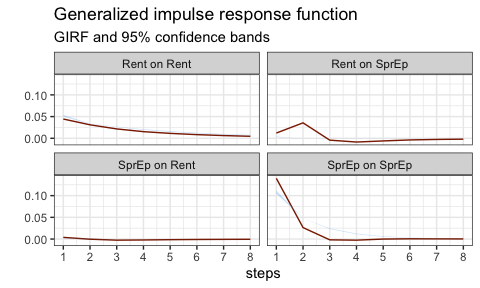 Generalized impulse response function
GIRF and 95% confidence bands
Rent on Rent
Rent on SprEp
0.10
0.05
0.00
SprEp on Rent
SprEp on SprEp
0.10
0.05
0.00
1 2 3 4 5 6 7 8
1 2 3 4 5 6 7 8
steps